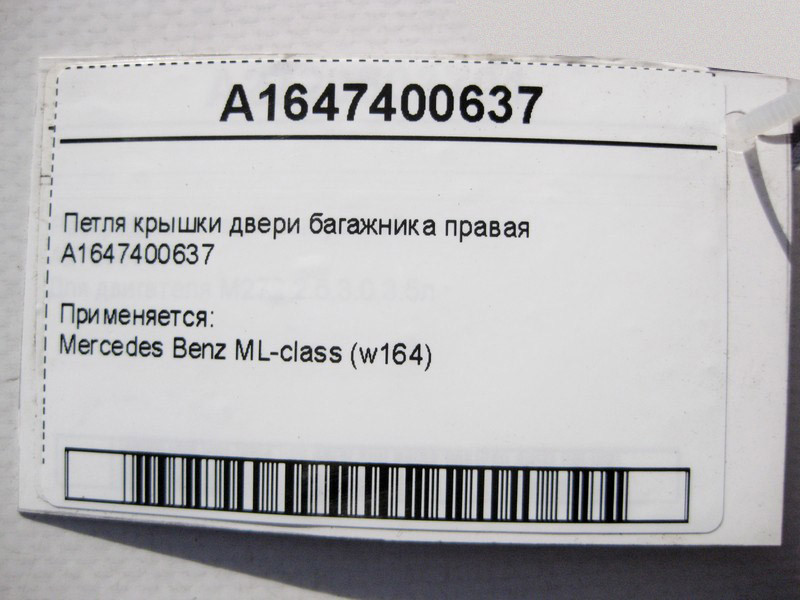 A1647400637
Петля крышки двери багажника правая
A1647400637
Применяется:
Mercedes Benz ML-class (w164)